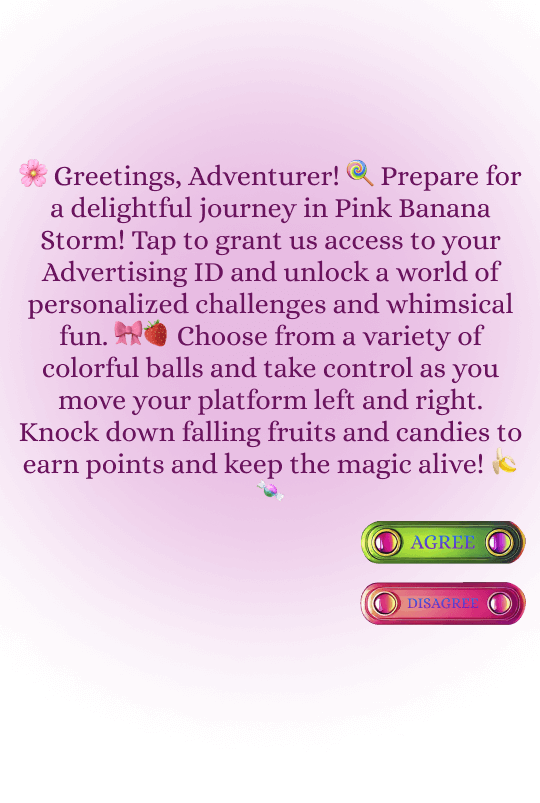 🌸 Greetings, Adventurer! 🍭 Prepare for
a delightful journey in Pink Banana
Storm! Tap to grant us access to your
Advertising ID and unlock a world of
personalized challenges and whimsical
fun. 🎀🍓 Choose from a variety of
colorful balls and take control as you
move your platform left and right.
Knock down falling fruits and candies to
earn points and keep the magic alive! 🍌
🍬
AGREE
DISAGREE